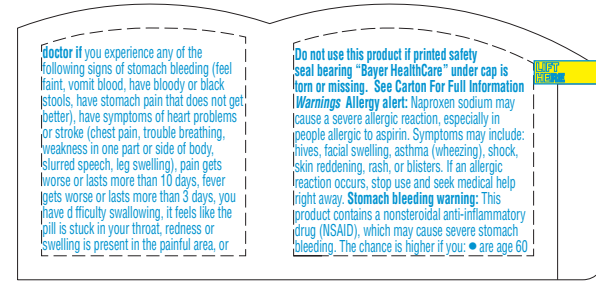 doctor if you experience any of the
following signs of stomach bleeding (feel
faint, vomit blood, have bloody or black
stools, have stomach pain that does not get
better), have symptoms of heart problems
or stroke (chest pain, trouble breathing,
weakness in one part or side of body,
slurred speech, leg swelling), pain gets
worse or lasts more than 10 days, fever
gets worse or lasts more than 3 days, you
have d fficulty swallowing, it feels like the
pill is stuck in your throat, redness or
swelling is present in the painful area, or
Do not use this product if printed safety
seal bearing “Bayer HealthCare” under cap is
torn or missing. See Carton For Full Information
Warnings Allergy alert: Naproxen sodium may
cause a severe allergic reaction, especially in
people allergic to aspirin. Symptoms may include:
hives, facial swelling, asthma (wheezing), shock,
skin reddening, rash, or blisters. If an allergic
reaction occurs, stop use and seek medical help
right away. Stomach bleeding warning: This
product contains a nonsteroidal anti-inflammatory
drug (NSAID), which may cause severe stomach
bleeding. The chance is higher if you: ● are age 60
LIFT
HERE